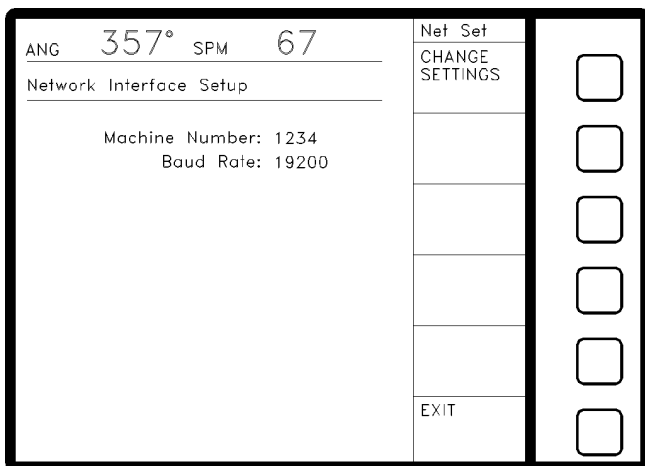 ANG 357° SPM 67
Network Interface Setup
Machine Number: 1234
Baud Rate: 19200
Net Set
CHANGE
SETTINGS
EXIT